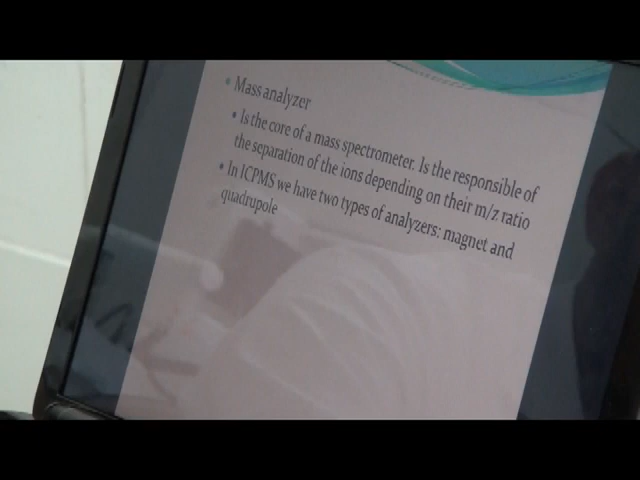 • Mass analyzer
• Is the core of a mass spectrometer. Is the responsible of
the separation of the ions depending on their m/z ratio
• In ICPMS we have two types of analyzers: magnet and
quadrupole